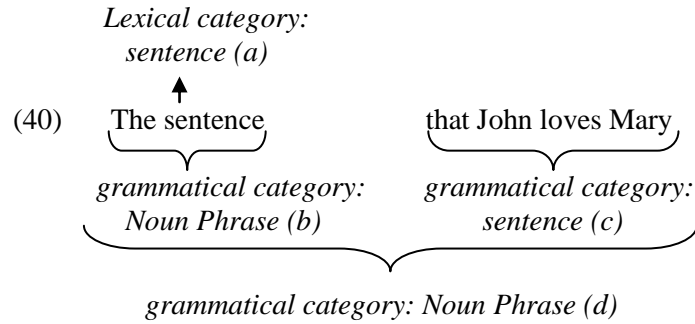 Lexical category:
sentence (a)
(40) The sentence that John loves Mary
grammatical category: grammatical category:
Noun Phrase (b) sentence (c)
grammatical category: Noun Phrase (d)